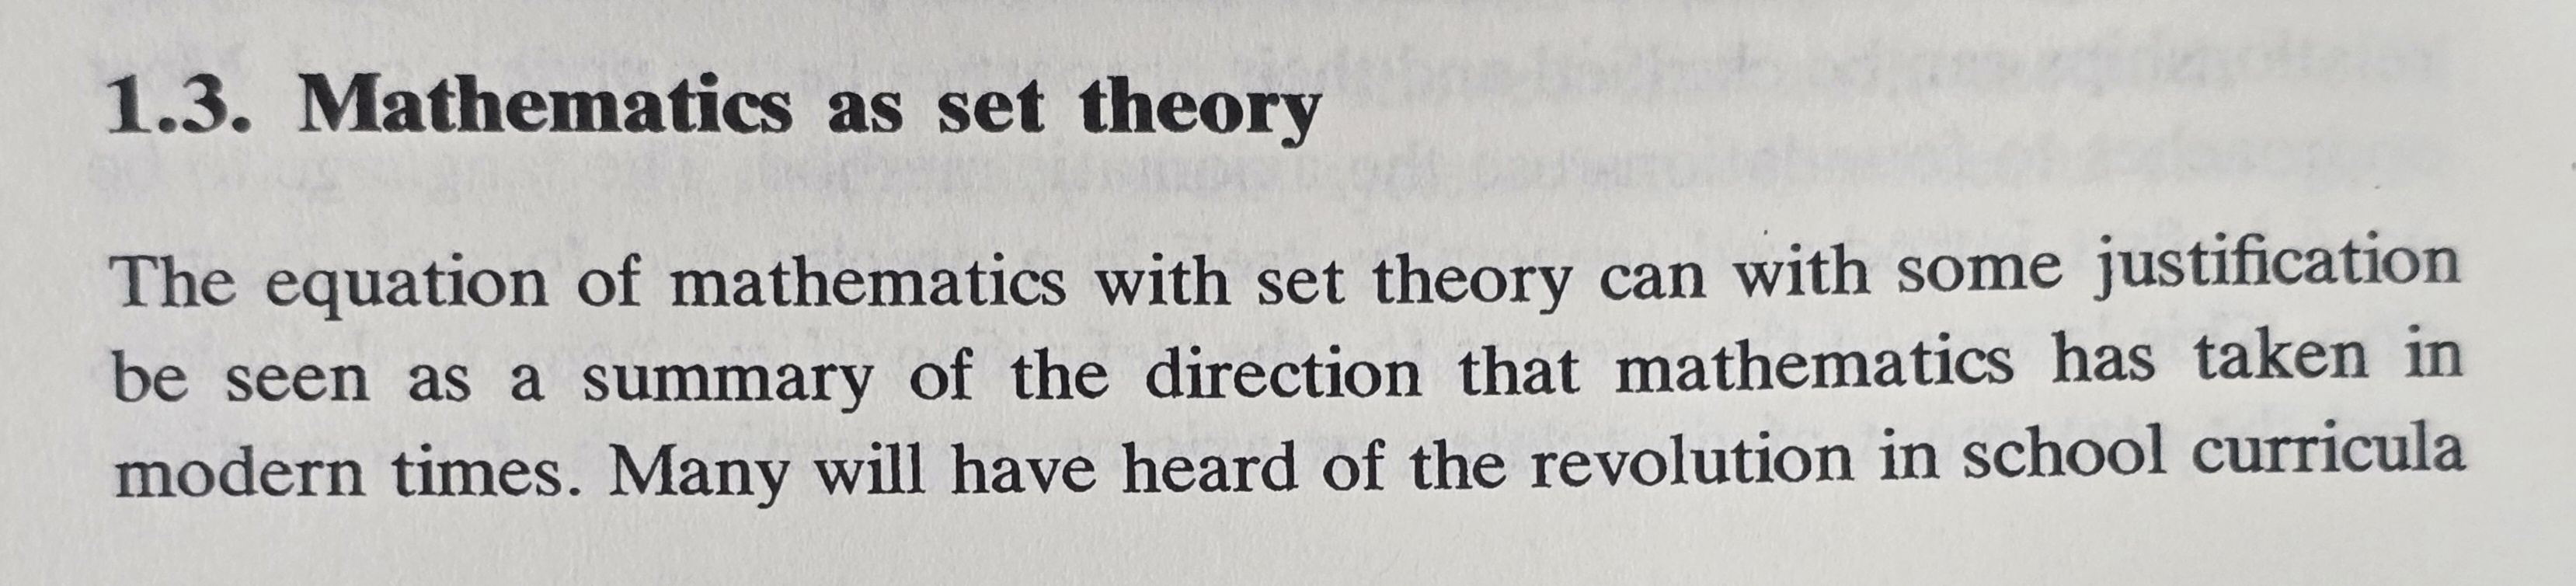 1.3. Mathematics as set theory
The equation of mathematics with set theory can with some justification
be seen as a summary of the direction that mathematics has taken in
modern times. Many will have heard of the revolution in school curricula